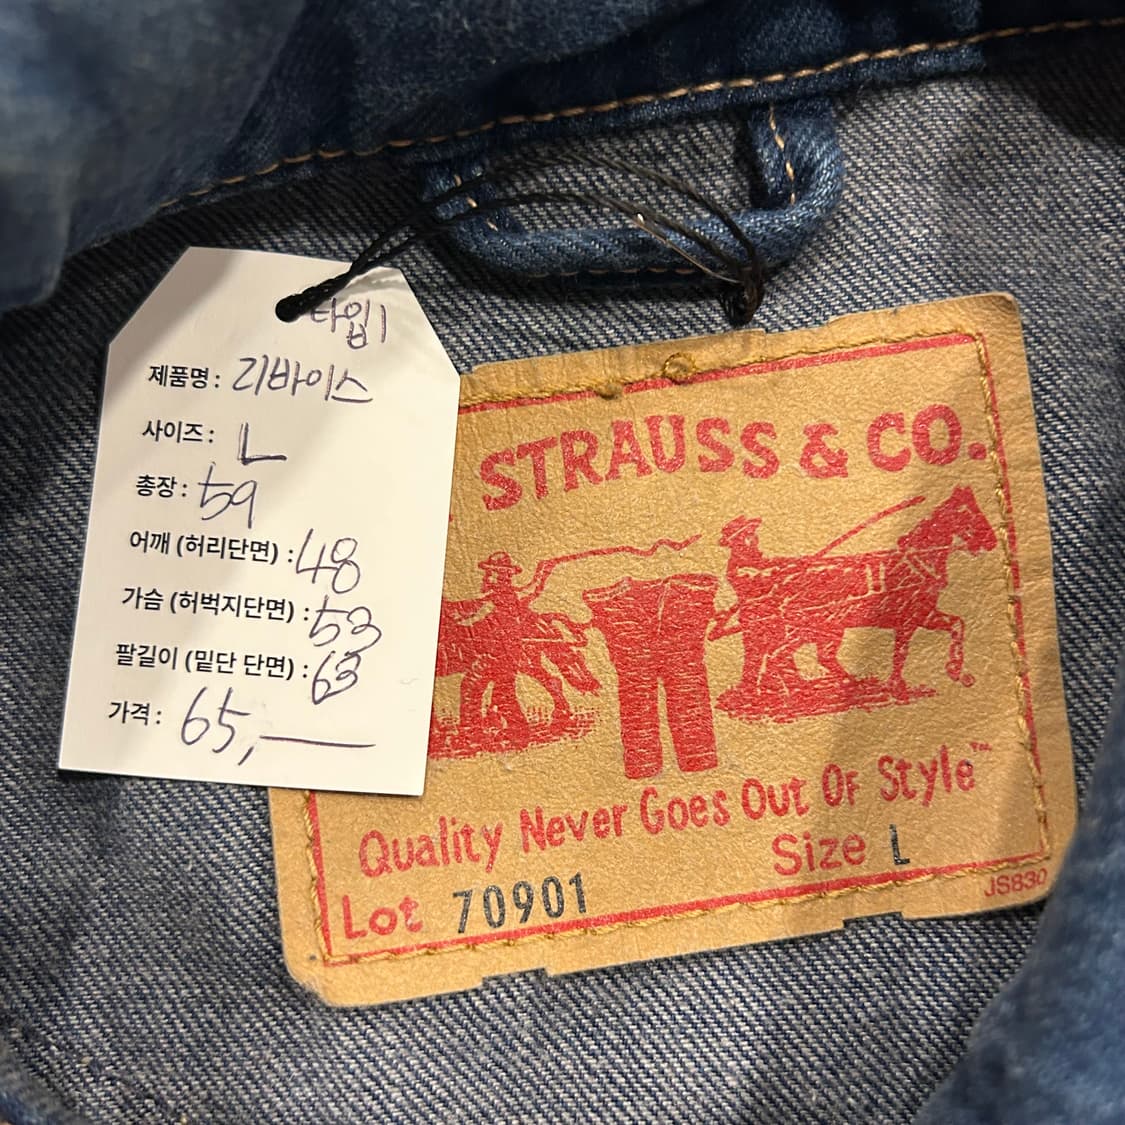 타입1
제품명: 리바이스
사이즈: L
총장: 59
어깨 (허리단면) : 48
가슴 (허벅지단면) : 53
팔길이 (밑단 단면) : 63
가격: 65,—
STRAUSS & CO.
Quality Never Goes Out Of Style™
Size L
Lot 70901
JS830